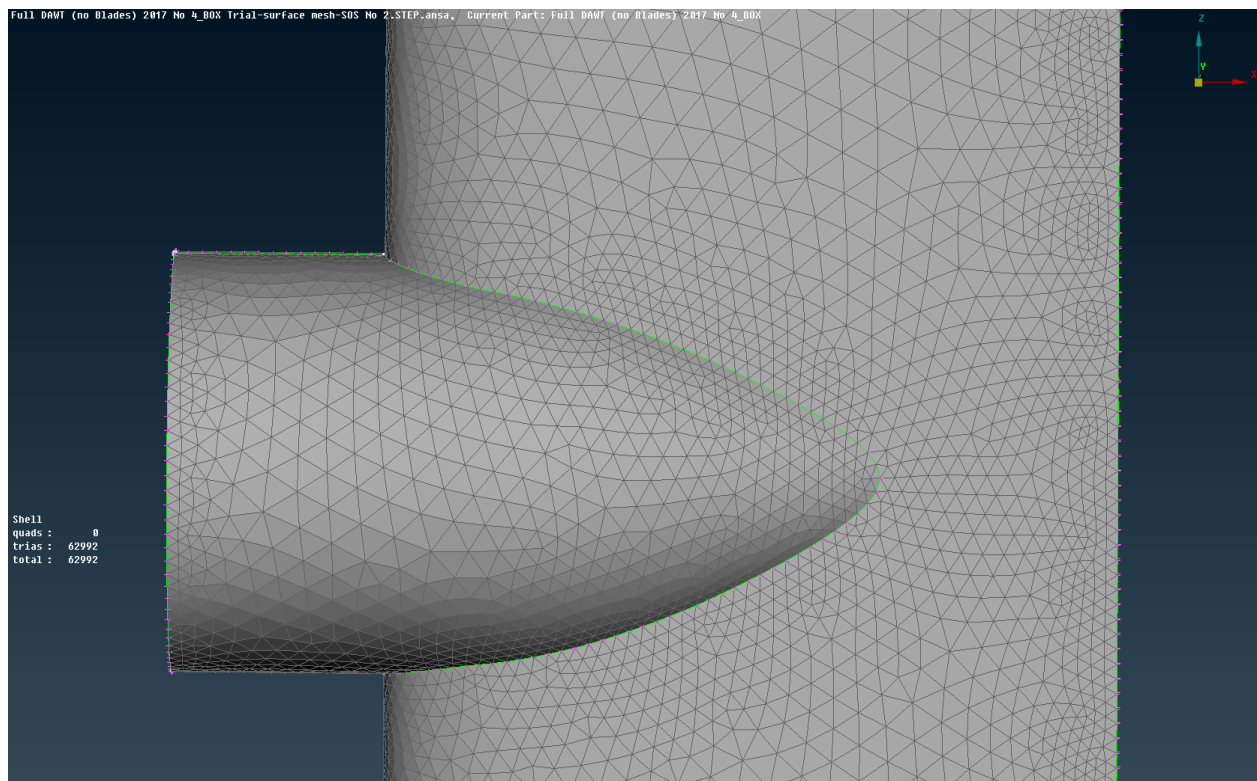 Full DAWT (no Blades) 2017 No 4_BOX Trial-surface mesh-SOS No 2.STEP.ansa, Current Part: Full DAWT (no Blades) 2017 No 4_BOX
Z
Y
X
Shell
quads : 0
trias : 62992
total : 62992